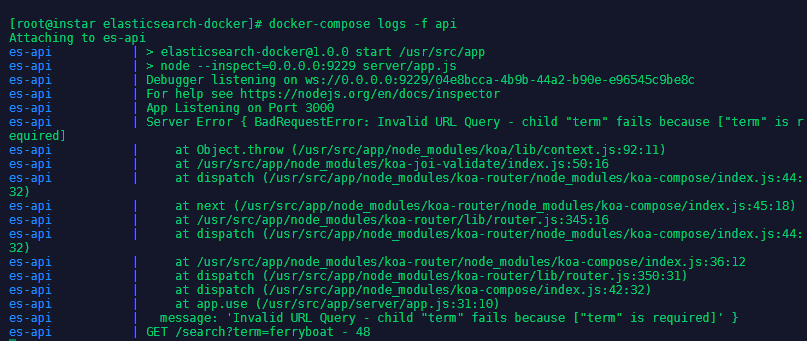 [root@instar elasticsearch-docker]# docker-compose logs -f api
Attaching to es-api
es-api | > elasticsearch-docker@1.0.0 start /usr/src/app
es-api | > node --inspect=0.0.0.0:9229 server/app.js
es-api | Debugger listening on ws://0.0.0.0:9229/04e8bcca-4b9b-44a2-b90e-e96545c9be8c
es-api | For help see https://nodejs.org/en/docs/inspector
es-api | App Listening on Port 3000
es-api | Server Error { BadRequestError: Invalid URL Query - child "term" fails because ["term" is r
equired]
es-api | at Object.throw (/usr/src/app/node_modules/koa/lib/context.js:92:11)
es-api | at /usr/src/app/node_modules/koa-joi-validate/index.js:50:16
es-api | at dispatch (/usr/src/app/node_modules/koa-router/node_modules/koa-compose/index.js:44:
32)
es-api | at next (/usr/src/app/node_modules/koa-router/node_modules/koa-compose/index.js:45:18)
es-api | at /usr/src/app/node_modules/koa-router/lib/router.js:345:16
es-api | at dispatch (/usr/src/app/node_modules/koa-router/node_modules/koa-compose/index.js:44:
32)
es-api | at /usr/src/app/node_modules/koa-router/node_modules/koa-compose/index.js:36:12
es-api | at dispatch (/usr/src/app/node_modules/koa-router/lib/router.js:350:31)
es-api | at dispatch (/usr/src/app/node_modules/koa-compose/index.js:42:32)
es-api | at app.use (/usr/src/app/server/app.js:31:10)
es-api | message: 'Invalid URL Query - child "term" fails because ["term" is required]' }
es-api | GET /search?term=ferryboat - 48